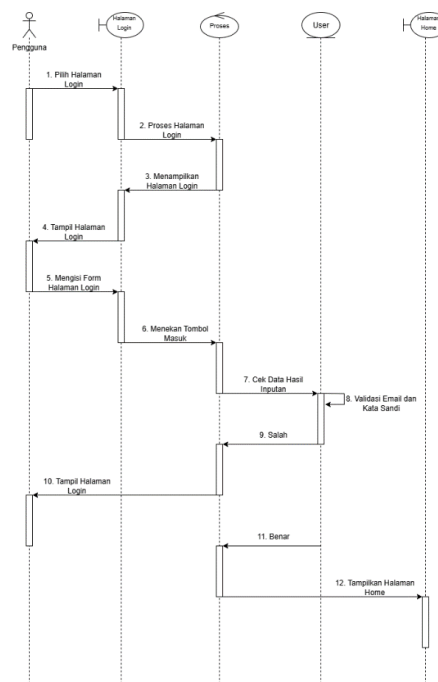 Pengguna
Halaman
Login
Proses
User
Halaman
Home
1. Pilih Halaman
Login
2. Proses Halaman
Login
3. Menampilkan
Halaman Login
4. Tampil Halaman
Login
5. Mengisi Form
Halaman Login
6. Menekan Tombol
Masuk
7. Cek Data Hasil
Inputan
8. Validasi Email dan
Kata Sandi
9. Salah
10. Tampil Halaman
Login
11. Benar
12. Tampilkan Halaman
Home